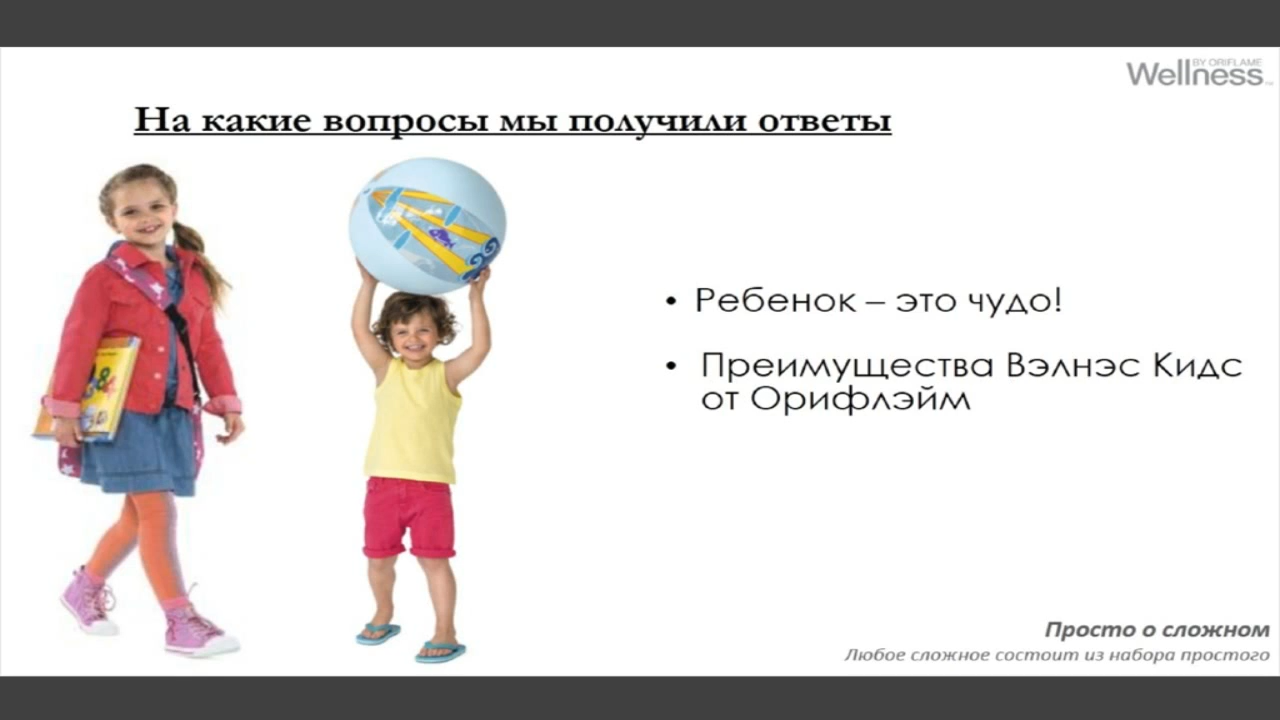 BY ORIFLAME
Wellness
На какие вопросы мы получили ответы
• Ребенок – это чудо!
• Преимущества Вэлнэс Кидс
от Орифлэйм
Просто о сложном
Любое сложное состоит из набора простого